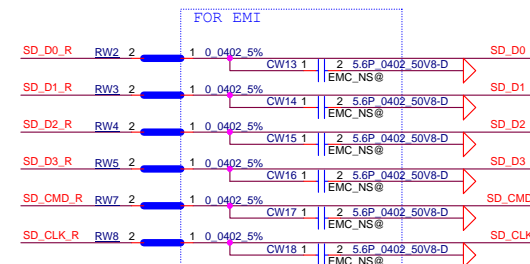 FOR EMI
SD_D0_R RW2 2 1 0_0402_5% SD_D0
CW13 1 2 5.6P_0402_50V8-D
EMC_NS@
SD_D1_R RW3 2 1 0_0402_5% SD_D1
CW14 1 2 5.6P_0402_50V8-D
EMC_NS@
SD_D2_R RW4 2 1 0_0402_5% SD_D2
CW15 1 2 5.6P_0402_50V8-D
EMC_NS@
SD_D3_R RW5 2 1 0_0402_5% SD_D3
CW16 1 2 5.6P_0402_50V8-D
EMC_NS@
SD_CMD_R RW7 2 1 0_0402_5% SD_CMD
CW17 1 2 5.6P_0402_50V8-D
EMC_NS@
SD_CLK_R RW8 2 1 0_0402_5% SD_CLK
CW18 1 2 5.6P_0402_50V8-D
EMC_NS@